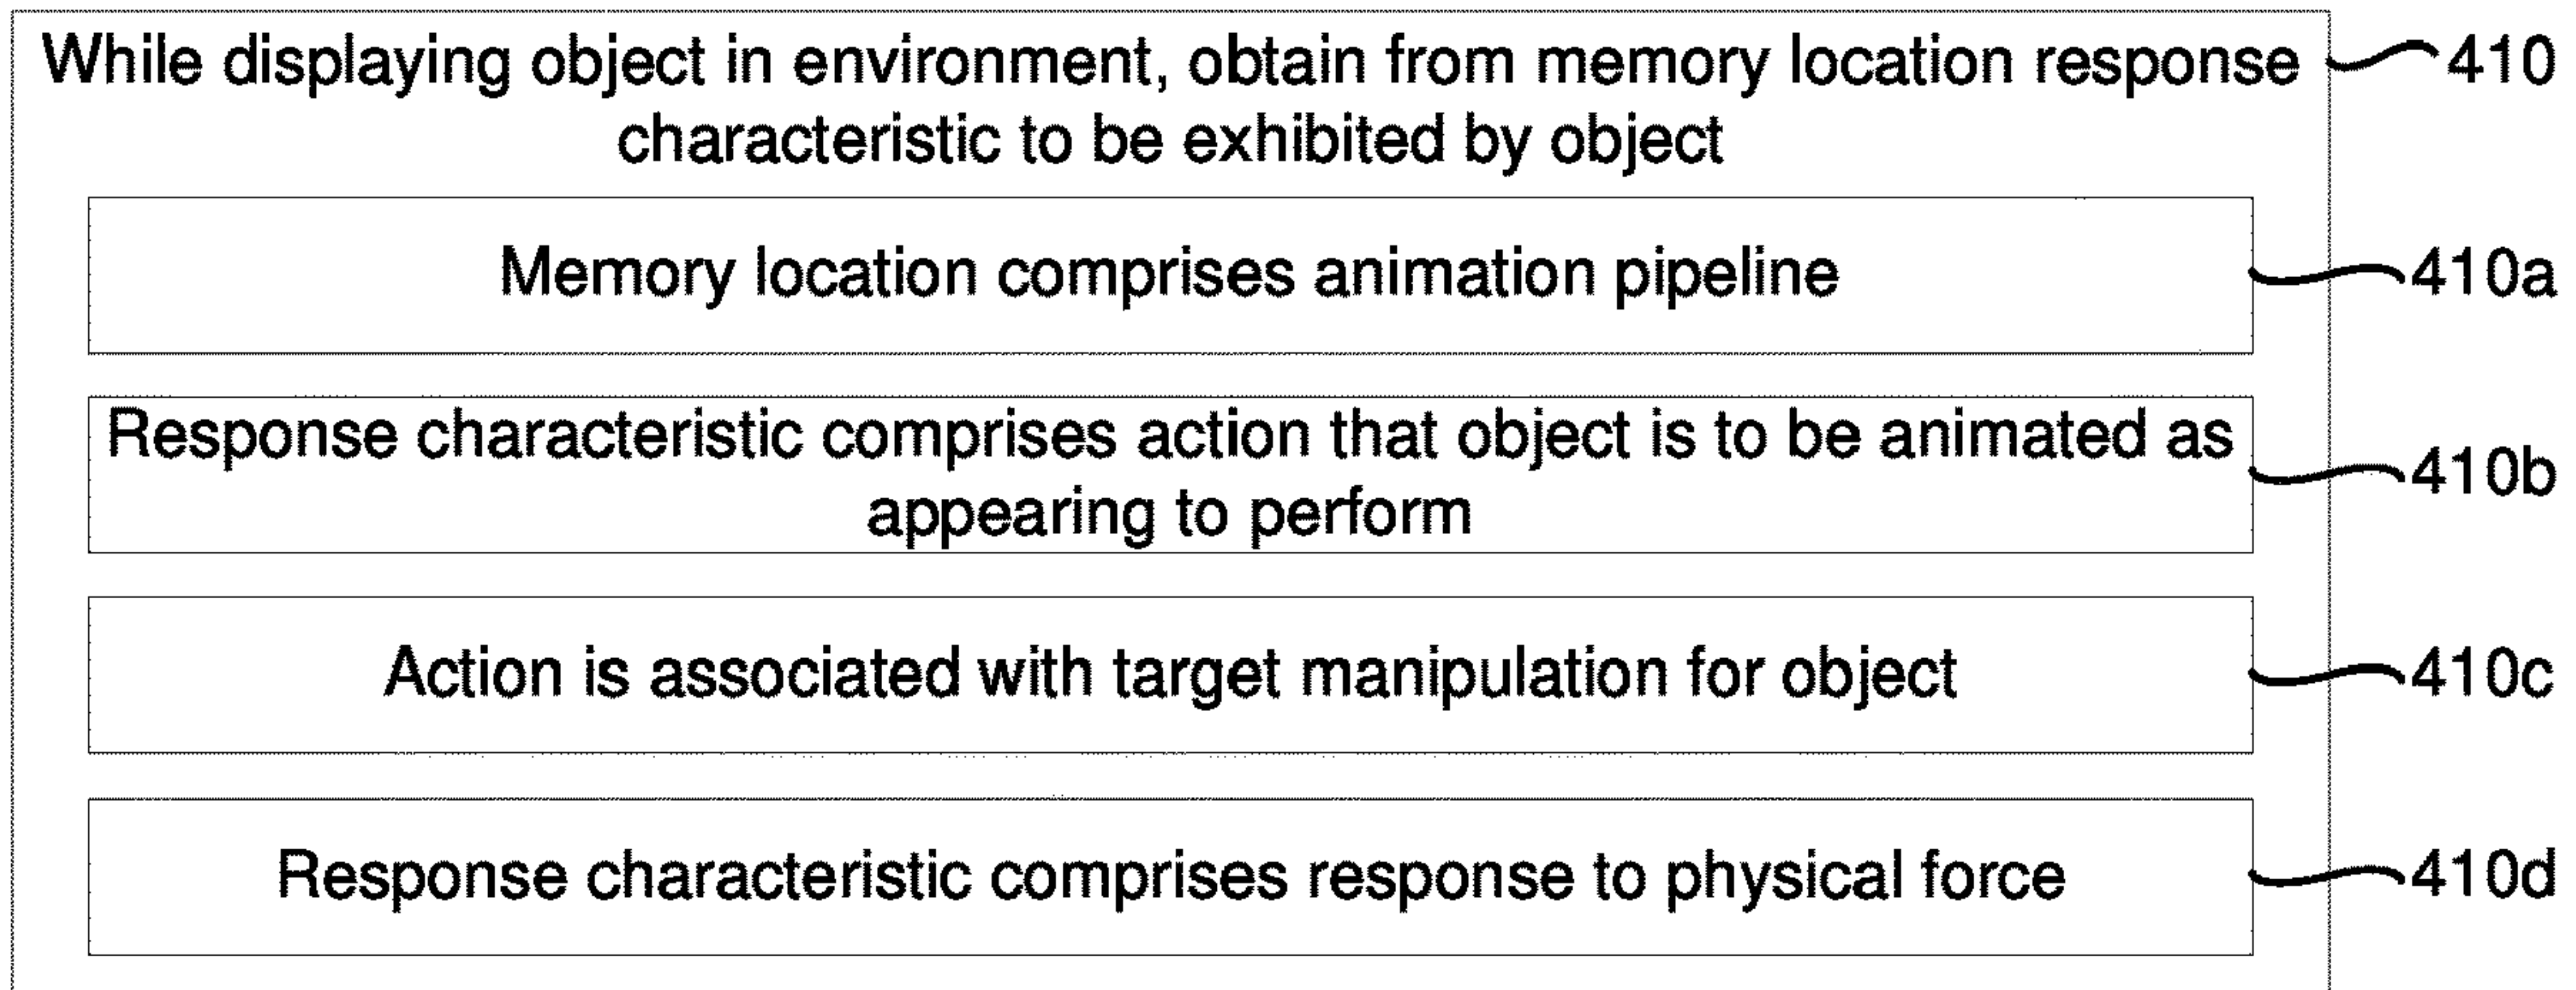 While displaying object in environment, obtain from memory location response 410
characteristic to be exhibited by object
Memory location comprises animation pipeline 410a
Response characteristic comprises action that object is to be animated as
appearing to perform 410b
Action is associated with target manipulation for object 410c
Response characteristic comprises response to physical force 410d